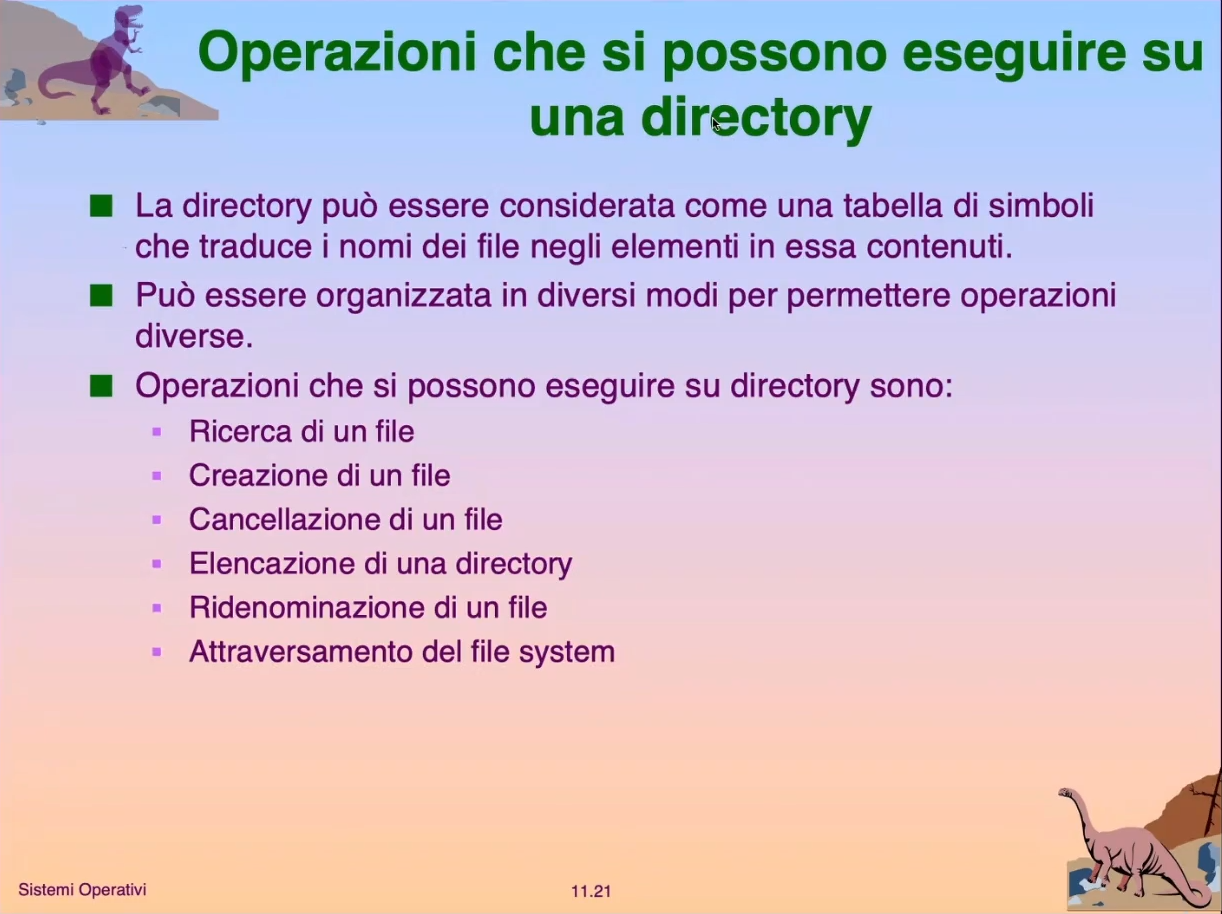 Operazioni che si possono eseguire su
una directory
La directory può essere considerata come una tabella di simboli
che traduce i nomi dei file negli elementi in essa contenuti.
Può essere organizzata in diversi modi per permettere operazioni
diverse.
Operazioni che si possono eseguire su directory sono:
Ricerca di un file
Creazione di un file
Cancellazione di un file
Elencazione di una directory
Ridenominazione di un file
Attraversamento del file system
Sistemi Operativi
11.21